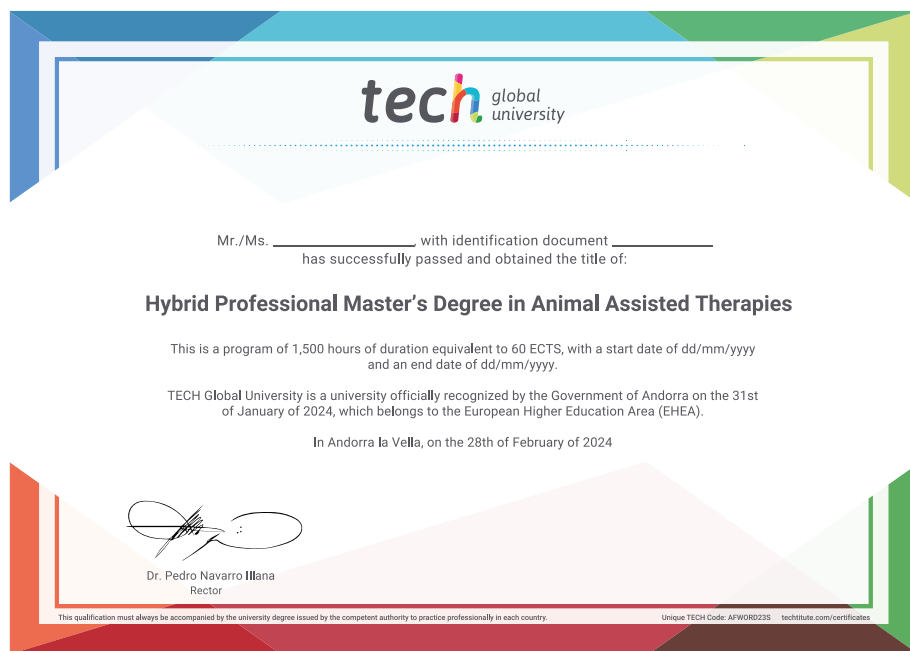 tech global university
Mr./Ms. ____________, with identification document ____________
has successfully passed and obtained the title of:
Hybrid Professional Master's Degree in Animal Assisted Therapies
This is a program of 1,500 hours of duration equivalent to 60 ECTS, with a start date of dd/mm/yyyy
and an end date of dd/mm/yyyy.
TECH Global University is a university officially recognized by the Government of Andorra on the 31st
of January of 2024, which belongs to the European Higher Education Area (EHEA).
In Andorra la Vella, on the 28th of February of 2024
Dr. Pedro Navarro Illana
Rector
This qualification must always be accompanied by the university degree issued by the competent authority to practice professionally in each country.
Unique TECH Code: AFWORD23S techtitute.com/certificates